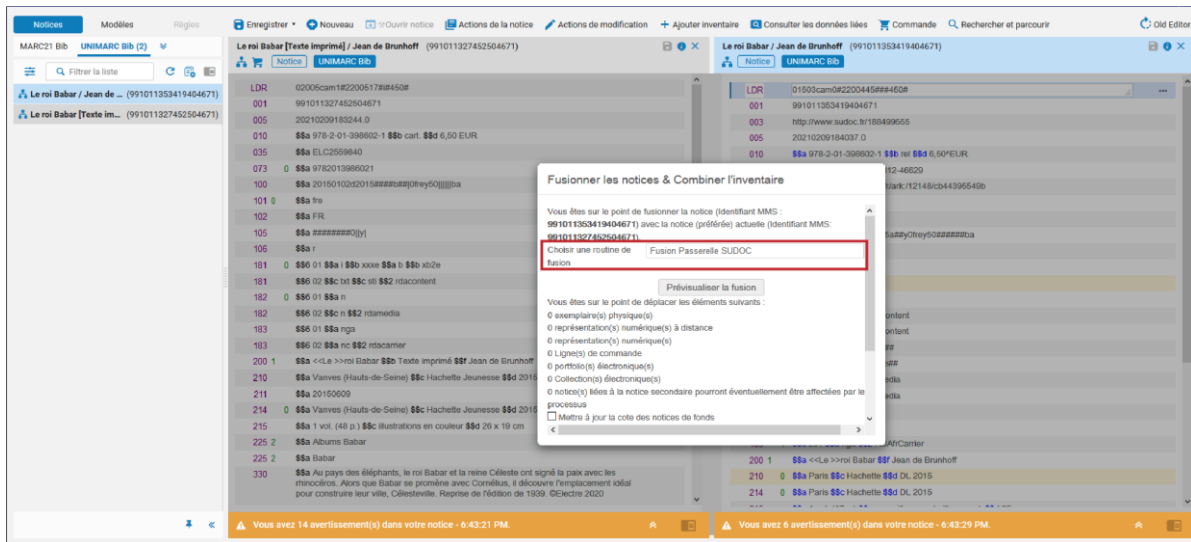 Notices Modèles Règles Enregistrer Nouveau Ouvrir notice Actions de la notice Actions de modification Ajouter inventaire Consulter les données liées Commande Rechercher et parcourir Old Editor
MARC21 Bib UNIMARC Bib (2)
Filtrer la liste
Le roi Babar / Jean de ... (991011353419404671)
Le roi Babar [Texte im... (991011327452504671)
Le roi Babar [Texte imprimé] / Jean de Brunhoff (991011327452504671)
Notice UNIMARC Bib
LDR 02005cam1#2200517#i#450#
001 991011327452504671
005 20210209183244.0
010 $$a 978-2-01-398602-1 $$b cart. $$d 6,50 EUR
035 $$a ELC2559840
073 0 $$a 9782013986021
100 $$a 20150102d2015####b##|0frey50||||||ba
101 0 $$a fre
102 $$a FR
105 $$a ########0||y|
106 $$a r
181 0 $$6 01 $$a i $$b xxxe $$a b $$b xb2e
181 $$6 02 $$c txt $$c sti $$2 rdacontent
182 0 $$6 01 $$a n
182 $$6 02 $$c n $$2 rdamedia
183 $$6 01 $$a nga
183 $$6 02 $$a nc $$2 rdacarrier
200 1 $$a <<Le >>roi Babar $$b Texte imprimé $$f Jean de Brunhoff
210 $$a Vanves (Hauts-de-Seine) $$c Hachette Jeunesse $$d 2015
211 $$a 20150609
214 0 $$a Vanves (Hauts-de-Seine) $$c Hachette Jeunesse $$d 2015
215 $$a 1 vol. (48 p.) $$c illustrations en couleur $$d 26 x 19 cm
225 2 $$a Albums Babar
225 2 $$a Babar
330 $$a Au pays des éléphants, le roi Babar et la reine Céleste ont signé la paix avec les
rhinocéros. Alors que Babar se promène avec Cornélius, il découvre l'emplacement idéal
pour construire leur ville, Célesteville. Reprise de l'édition de 1939. ©Electre 2020
Vous avez 14 avertissement(s) dans votre notice - 6:43:21 PM.
Le roi Babar / Jean de Brunhoff (991011353419404671)
Notice UNIMARC Bib
LDR 01503cam0#2200445###450#
001 991011353419404671
003 http://www.sudoc.fr/188499555
005 20210209184037.0
010 $$a 978-2-01-398602-1 $$b rel $$d 6,50*EUR
12-46629
/ark:/12148/cb44395549b
5a##y0frey50######ba
ontent
ontent
##
##
edia
edia
/AfrCarrier
200 1 $$a <<Le >>roi Babar $$f Jean de Brunhoff
210 0 $$a Paris $$c Hachette $$d DL 2015
214 0 $$a Paris $$c Hachette $$d DL 2015
Vous avez 6 avertissement(s) dans votre notice - 6:43:29 PM.
Fusionner les notices & Combiner l'inventaire
Vous êtes sur le point de fusionner la notice (Identifiant MMS :
991011353419404671) avec la notice (préférée) actuelle (Identifiant MMS:
991011327452504671).
Choisir une routine de fusion Fusion Passerelle SUDOC
Prévisualiser la fusion
Vous êtes sur le point de déplacer les éléments suivants :
0 exemplaire(s) physique(s)
0 représentation(s) numérique(s) à distance
0 représentation(s) numérique(s)
0 Ligne(s) de commande
0 portfolio(s) électronique(s)
0 Collection(s) électronique(s)
0 notice(s) liées à la notice secondaire pourront éventuellement être affectées par le
processus
Mettre à jour la cote des notices de fonds